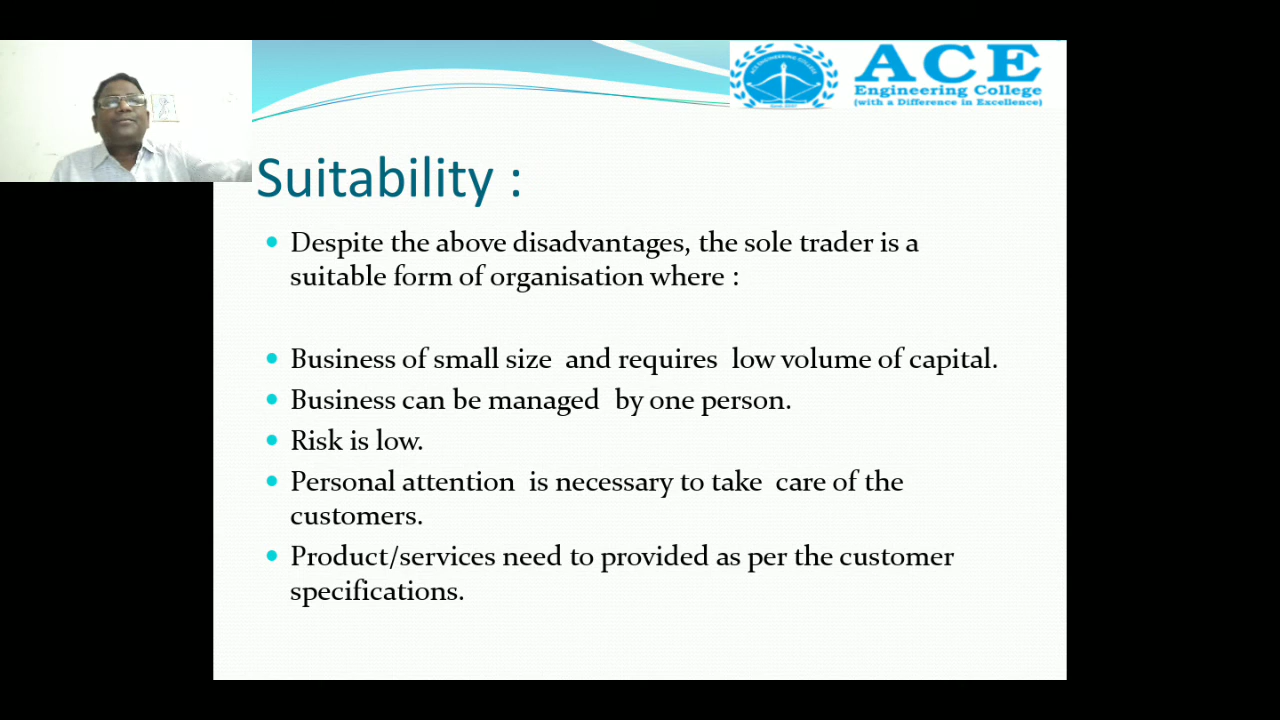 ACE
Engineering College
(with a Difference in Excellence)
Suitability :
• Despite the above disadvantages, the sole trader is a
suitable form of organisation where :
• Business of small size and requires low volume of capital.
• Business can be managed by one person.
• Risk is low.
• Personal attention is necessary to take care of the
customers.
• Product/services need to provided as per the customer
specifications.